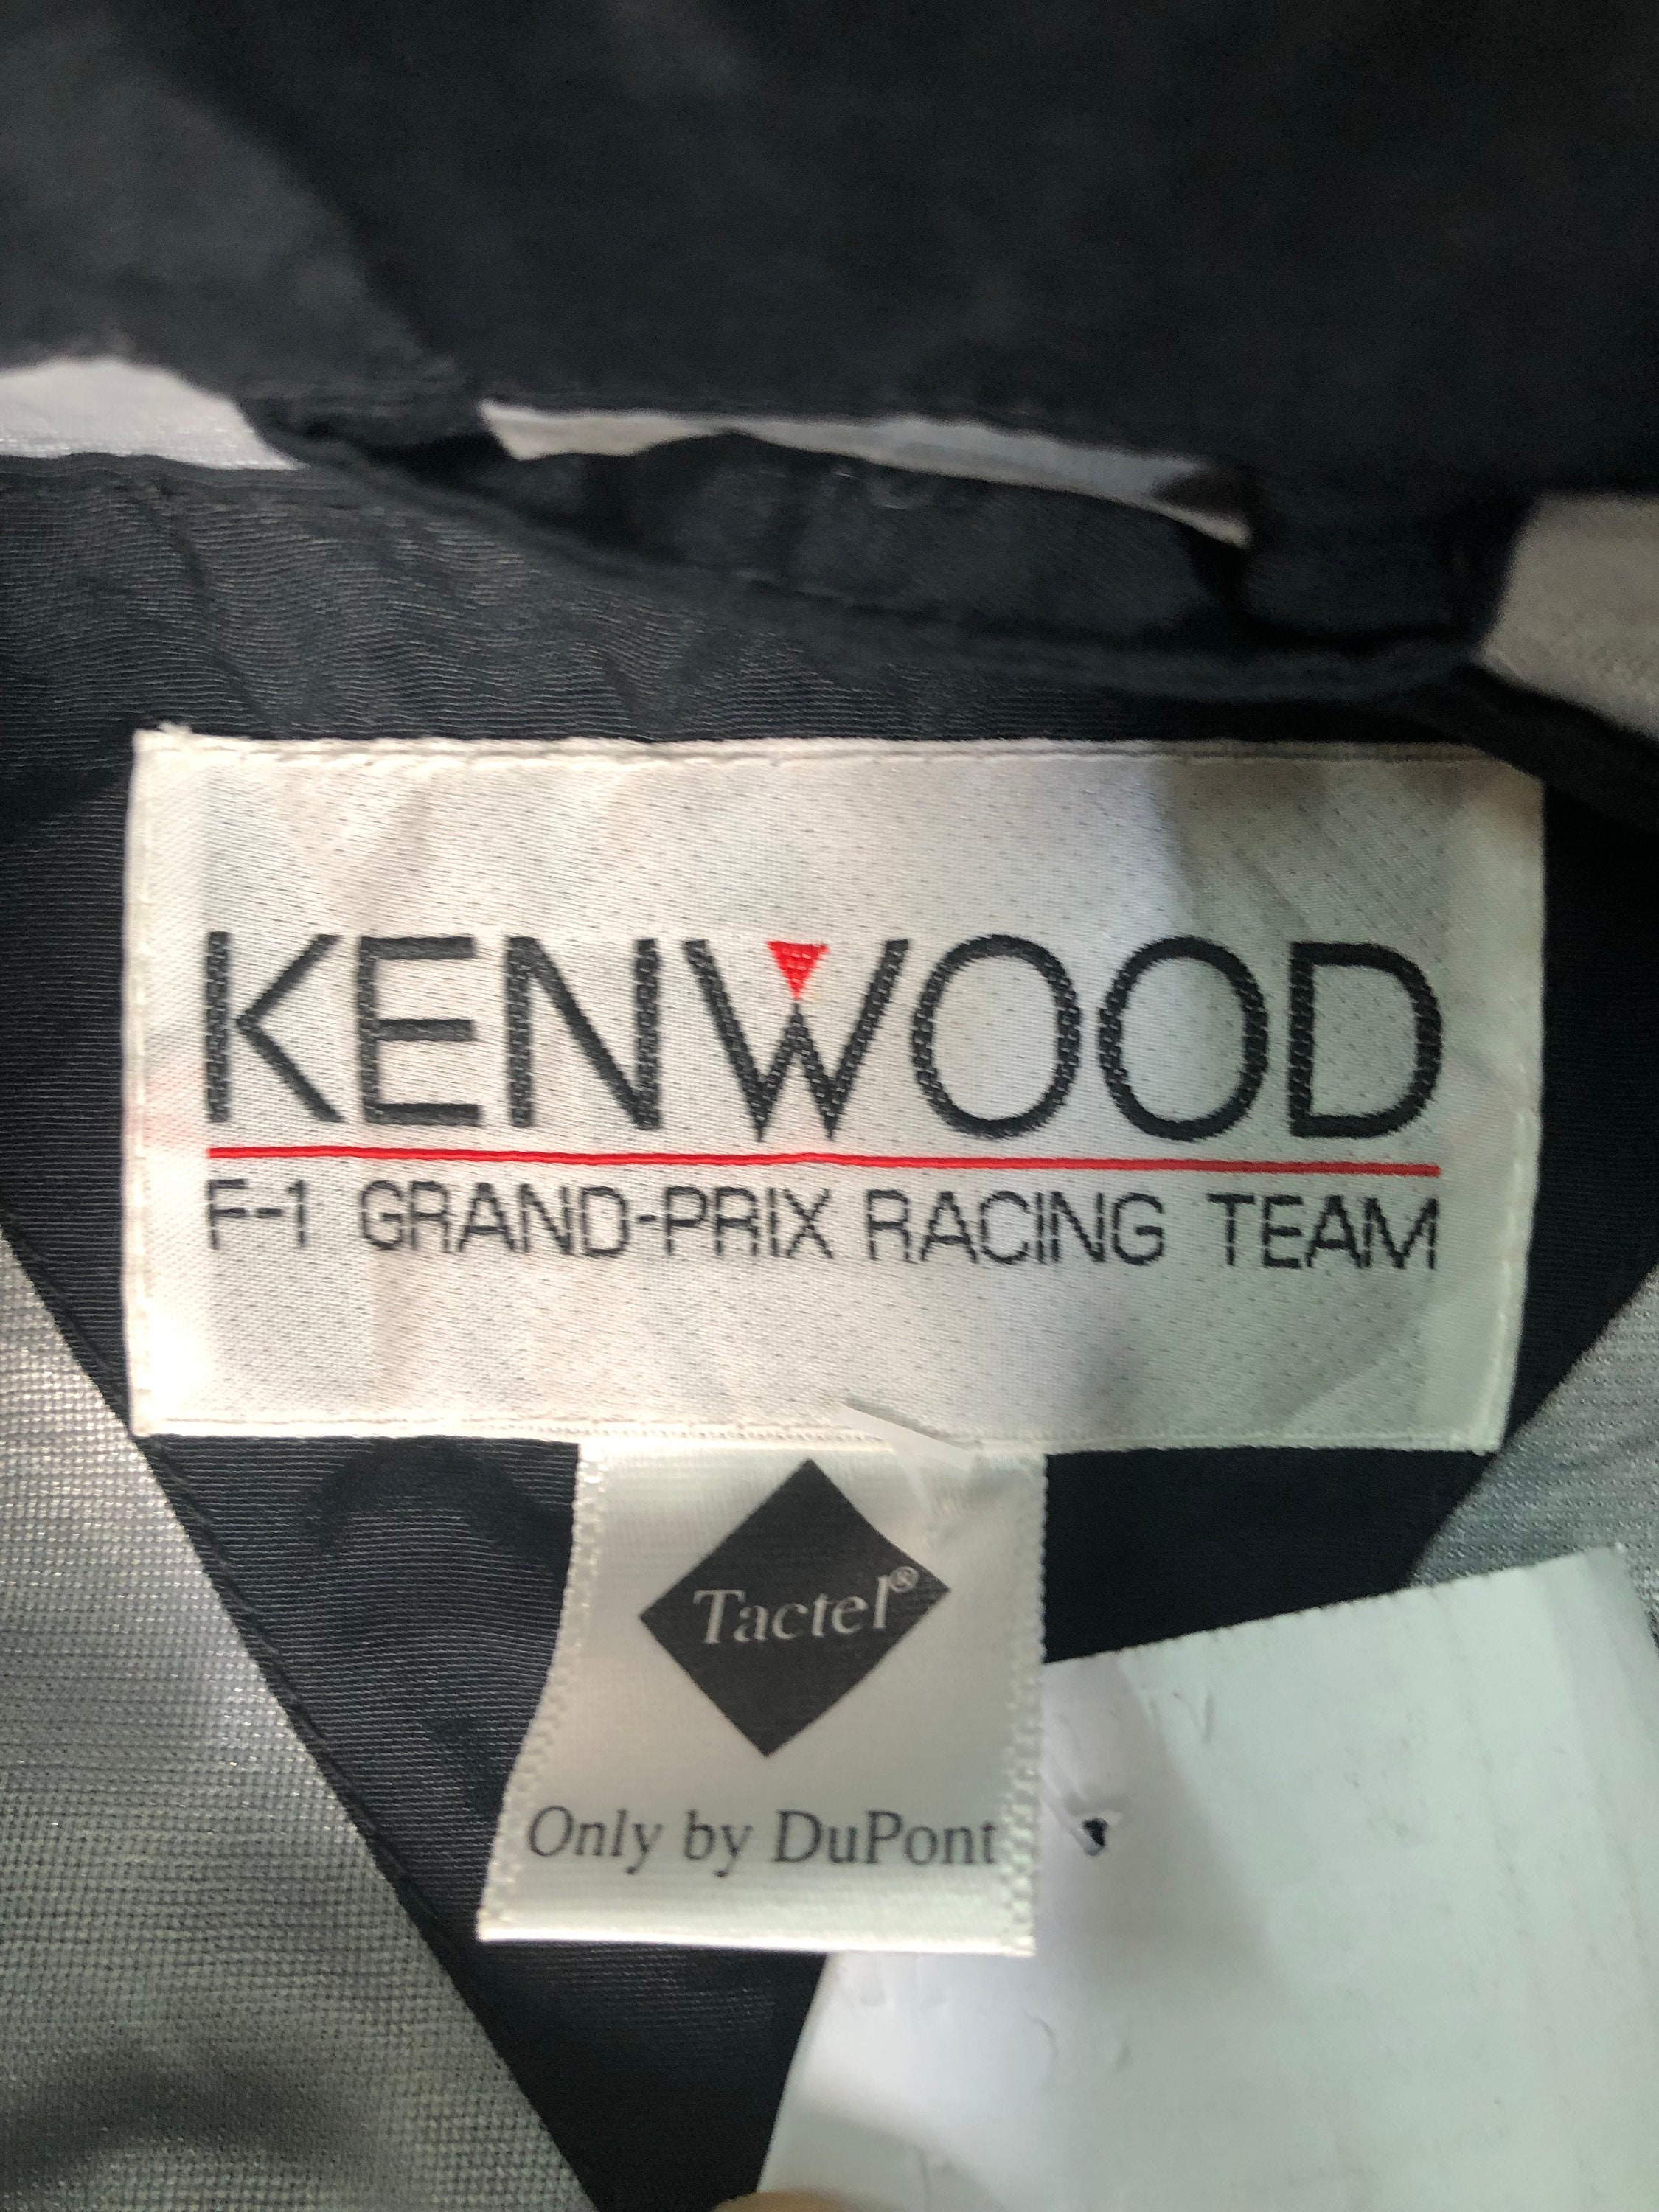 KENWOOD
F-1 GRAND-PRIX RACING TEAM
Tactel®
Only by DuPont